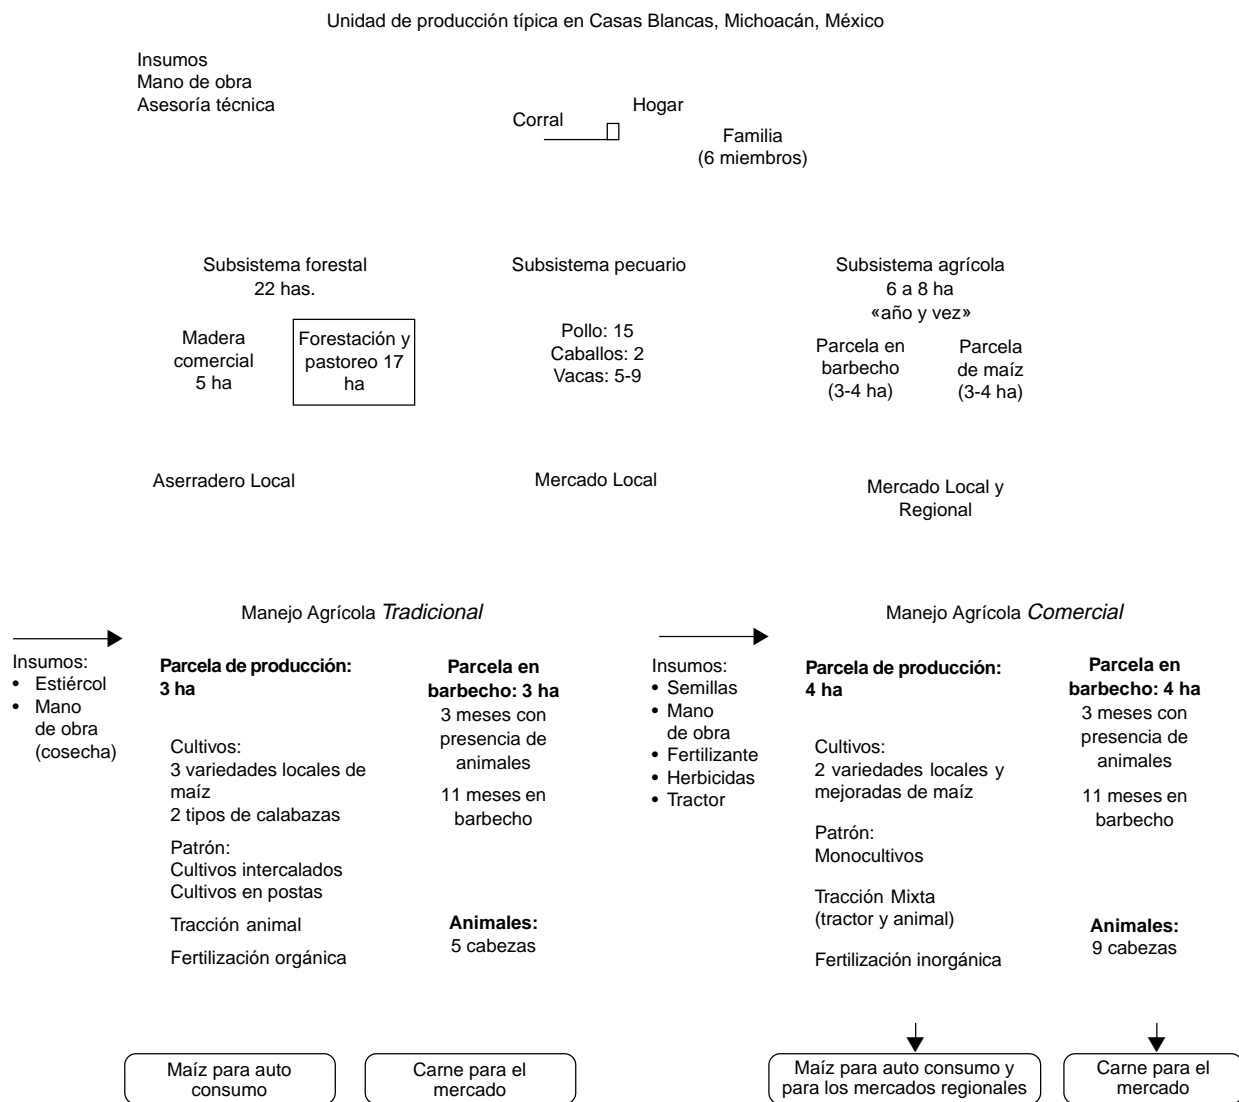 Unidad de producción típica en Casas Blancas, Michoacán, México
Insumos
Mano de obra
Asesoría técnica
Corral
Hogar
Familia
(6 miembros)
Subsistema forestal
22 has.
Madera
comercial
5 ha
Forestación y
pastoreo 17
ha
Subsistema pecuario
Pollo: 15
Caballos: 2
Vacas: 5-9
Subsistema agrícola
6 a 8 ha
«año y vez»
Parcela en
barbecho
(3-4 ha)
Parcela
de maíz
(3-4 ha)
Aserradero Local
Mercado Local
Mercado Local y
Regional
Manejo Agrícola Tradicional
Insumos:
• Estiércol
• Mano
de obra
(cosecha)
Parcela de producción:
3 ha
Cultivos:
3 variedades locales de
maíz
2 tipos de calabazas
Patrón:
Cultivos intercalados
Cultivos en postas
Tracción animal
Fertilización orgánica
Parcela en
barbecho: 3 ha
3 meses con
presencia de
animales
11 meses en
barbecho
Animales:
5 cabezas
Maíz para auto
consumo
Carne para el
mercado
Manejo Agrícola Comercial
Insumos:
• Semillas
• Mano
de obra
• Fertilizante
• Herbicidas
• Tractor
Parcela de producción:
4 ha
Cultivos:
2 variedades locales y
mejoradas de maíz
Patrón:
Monocultivos
Tracción Mixta
(tractor y animal)
Fertilización inorgánica
Parcela en
barbecho: 4 ha
3 meses con
presencia de
animales
11 meses en
barbecho
Animales:
9 cabezas
Maíz para auto consumo y
para los mercados regionales
Carne para el
mercado